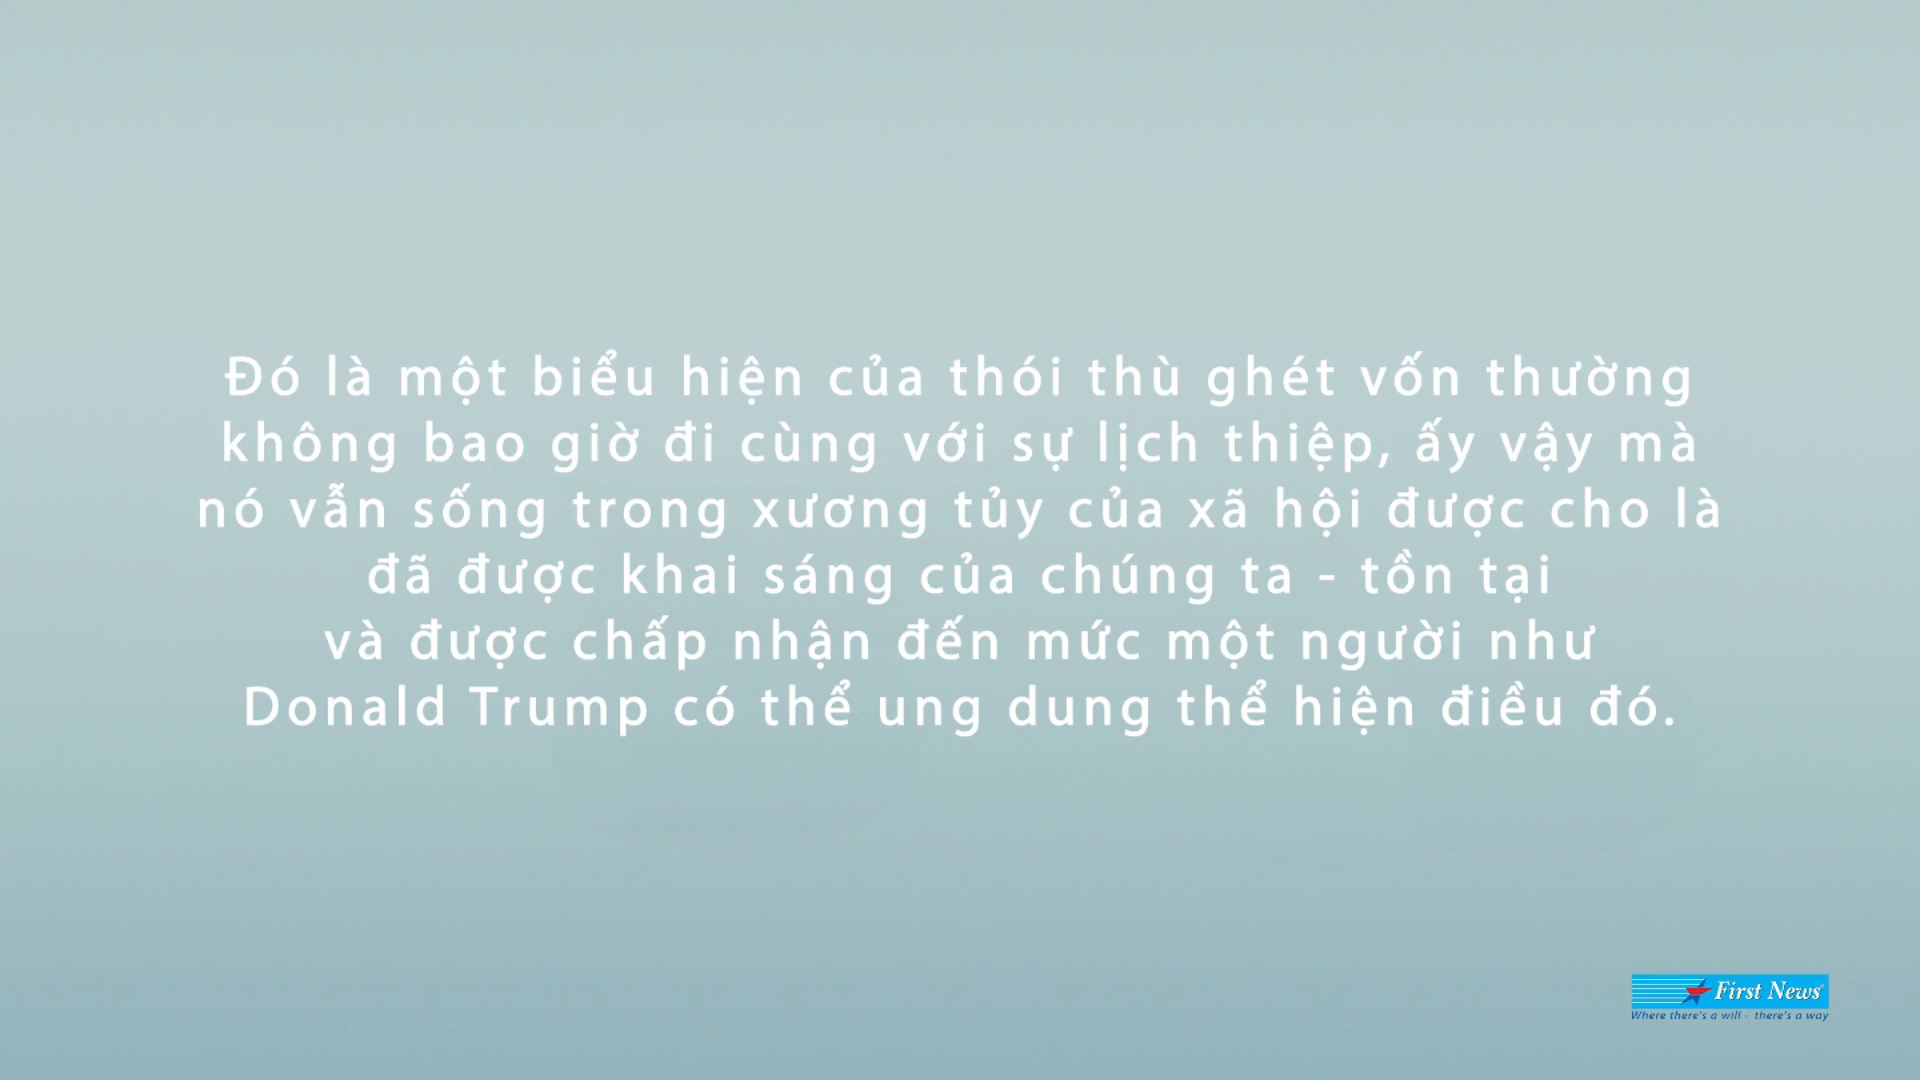 Đó là một biểu hiện của thói thù ghét vốn thường
không bao giờ đi cùng với sự lịch thiệp, ấy vậy mà
nó vẫn sống trong xương tủy của xã hội được cho là
đã được khai sáng của chúng ta - tồn tại
và được chấp nhận đến mức một người như
Donald Trump có thể ung dung thể hiện điều đó.
First News
Where there's a will - there's a way